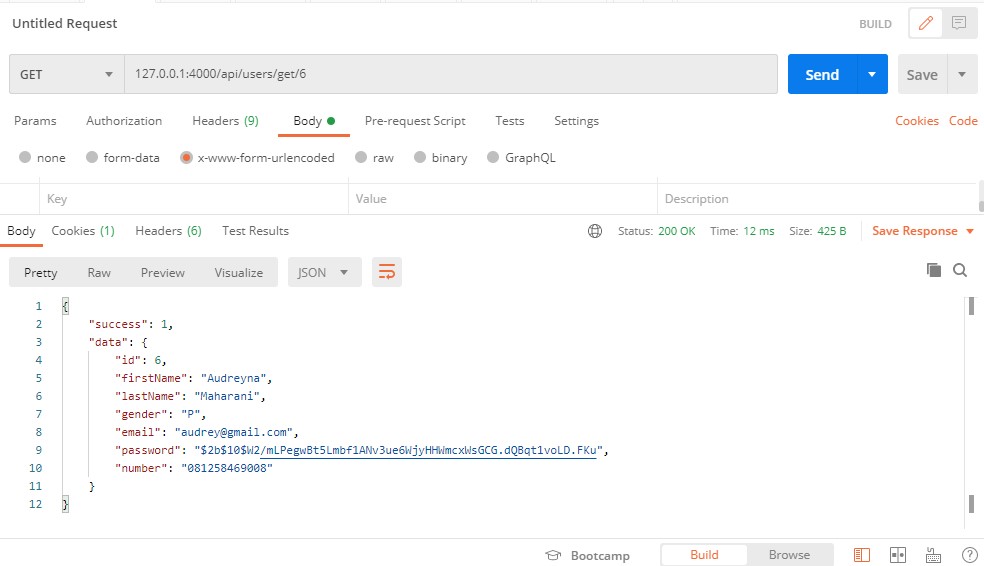 Untitled Request
BUILD
GET
127.0.0.1:4000/api/users/get/6
Send
Save
Params Authorization Headers (9) Body Pre-request Script Tests Settings Cookies Code
none form-data x-www-form-urlencoded raw binary GraphQL
Key Value Description
Body Cookies (1) Headers (6) Test Results Status: 200 OK Time: 12 ms Size: 425 B Save Response
Pretty Raw Preview Visualize JSON
1 {
2 "success": 1,
3 "data": {
4 "id": 6,
5 "firstName": "Audreyna",
6 "lastName": "Maharani",
7 "gender": "P",
8 "email": "audrey@gmail.com",
9 "password": "$2b$10$W2/mLPegwBt5Lmbf1ANv3ue6WjyHHWmcxWsGCG.dQBqt1voLD.FKu",
10 "number": "081258469008"
11 }
12 }
Bootcamp Build Browse ?